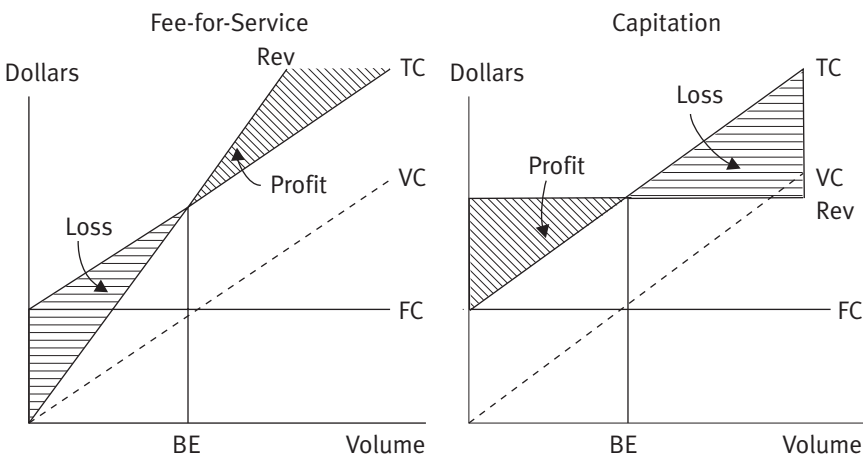 Fee-for-Service
Dollars
Rev
TC
Profit
VC
Loss
FC
BE
Volume
Capitation
Dollars
TC
Loss
Profit
VC
Rev
FC
BE
Volume